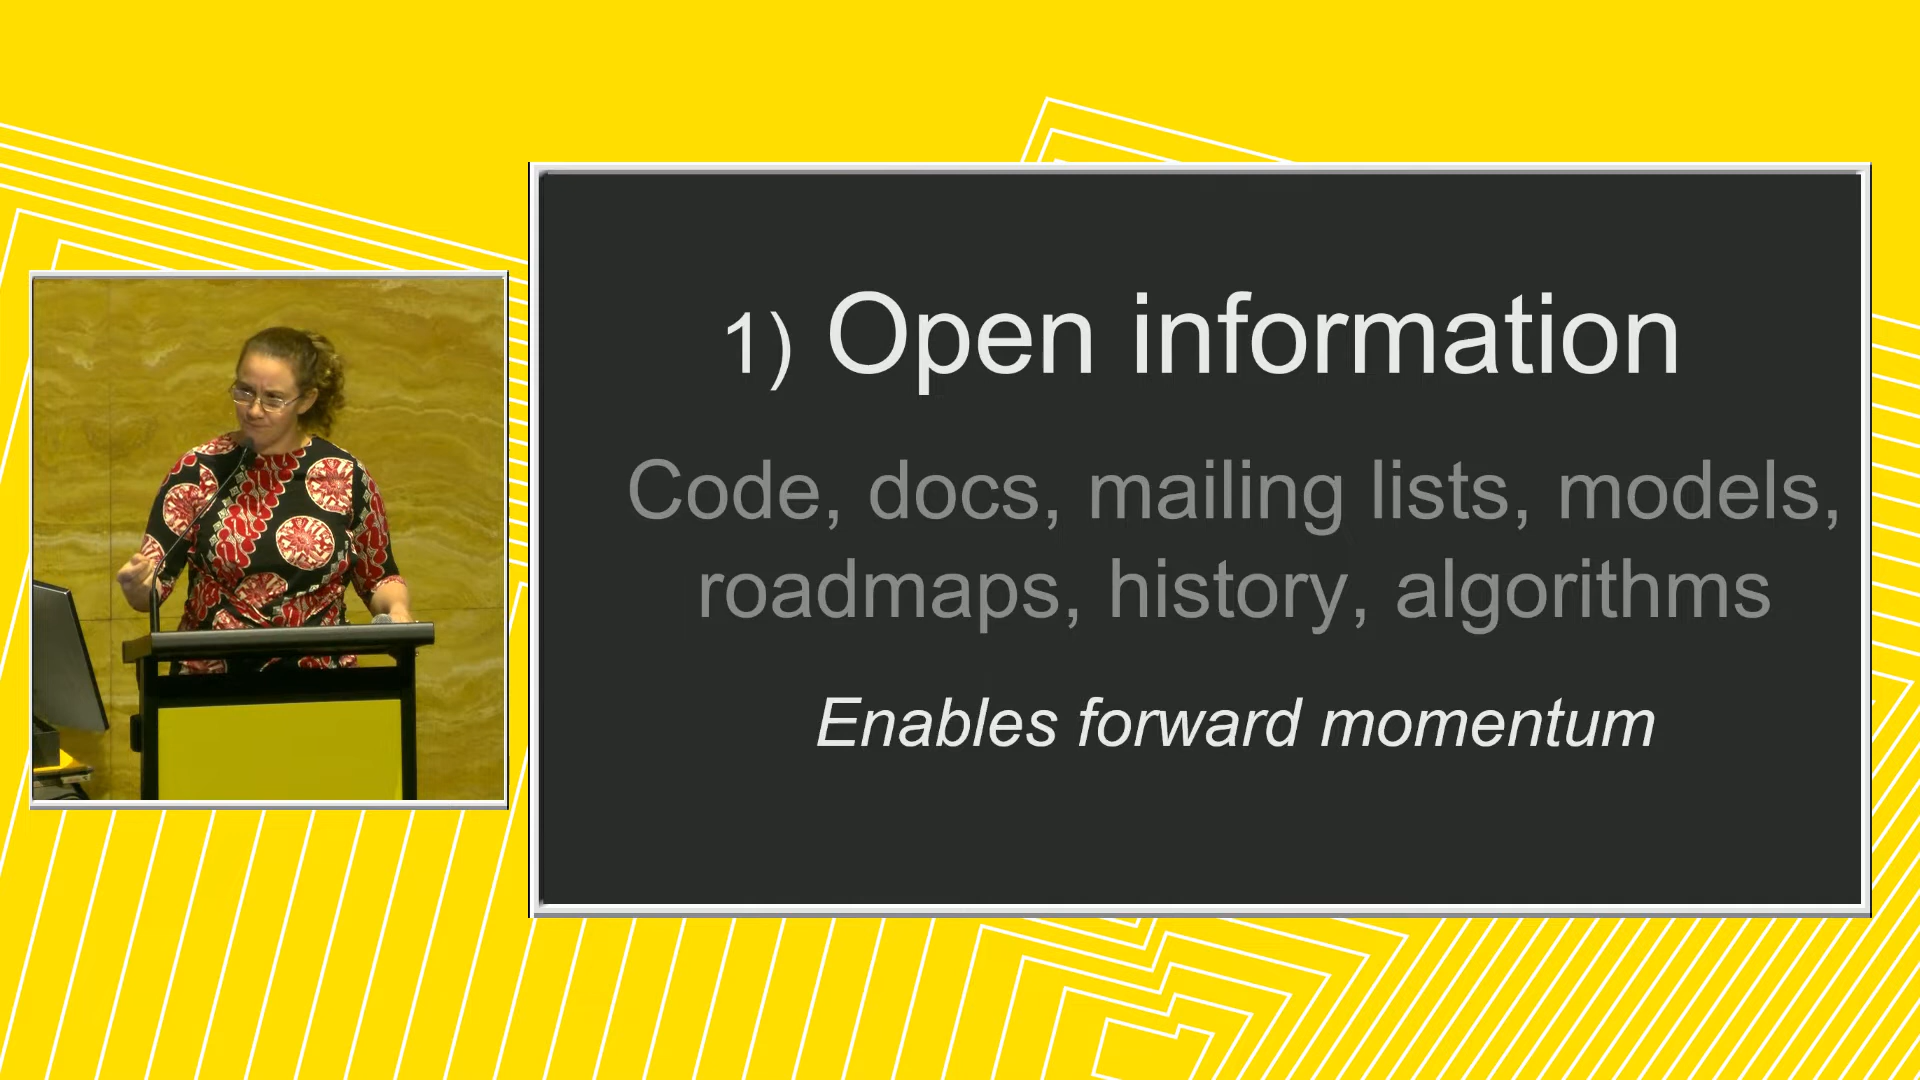 1) Open information
Code, docs, mailing lists, models,
roadmaps, history, algorithms
Enables forward momentum